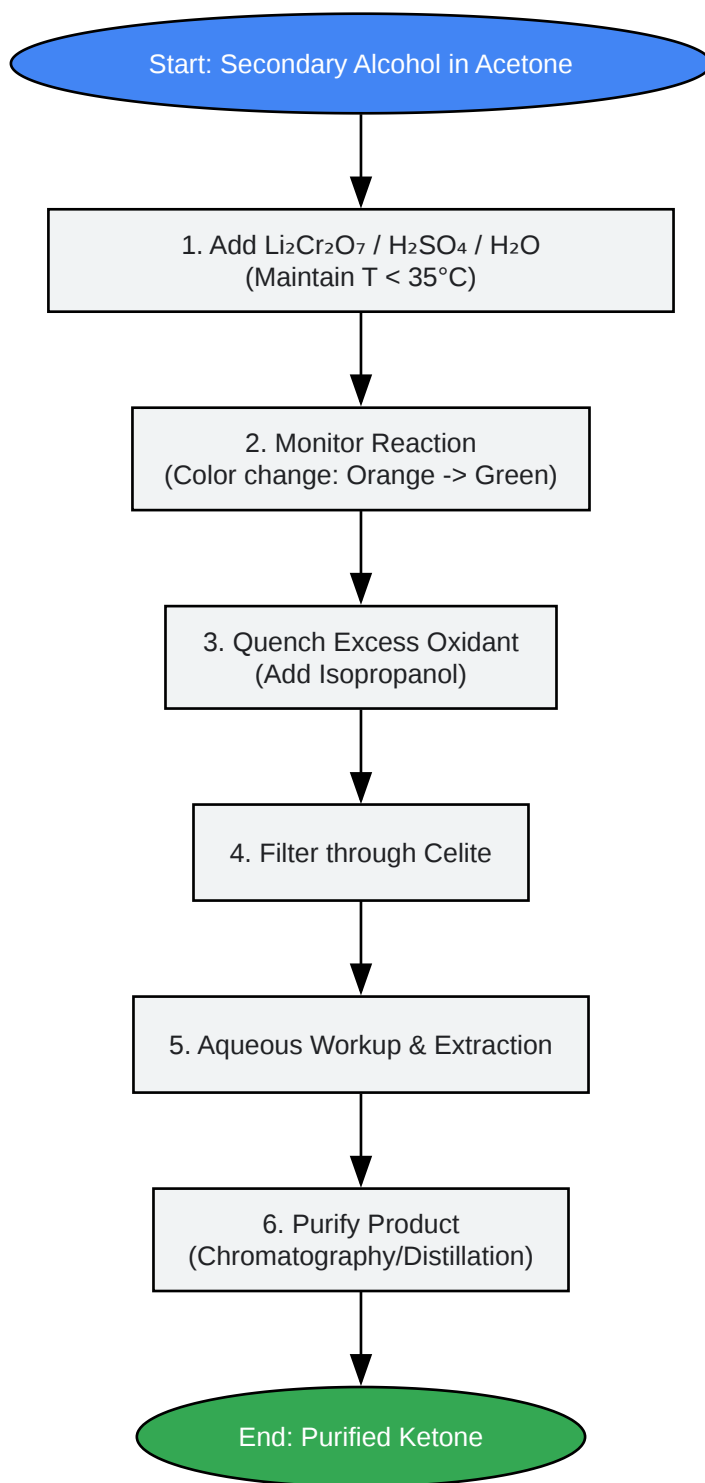 Start: Secondary Alcohol in Acetone
1. Add Li₂Cr₂O₇ / H₂SO₄ / H₂O
(Maintain T < 35°C)
2. Monitor Reaction
(Color change: Orange -> Green)
3. Quench Excess Oxidant
(Add Isopropanol)
4. Filter through Celite
5. Aqueous Workup & Extraction
6. Purify Product
(Chromatography/Distillation)
End: Purified Ketone